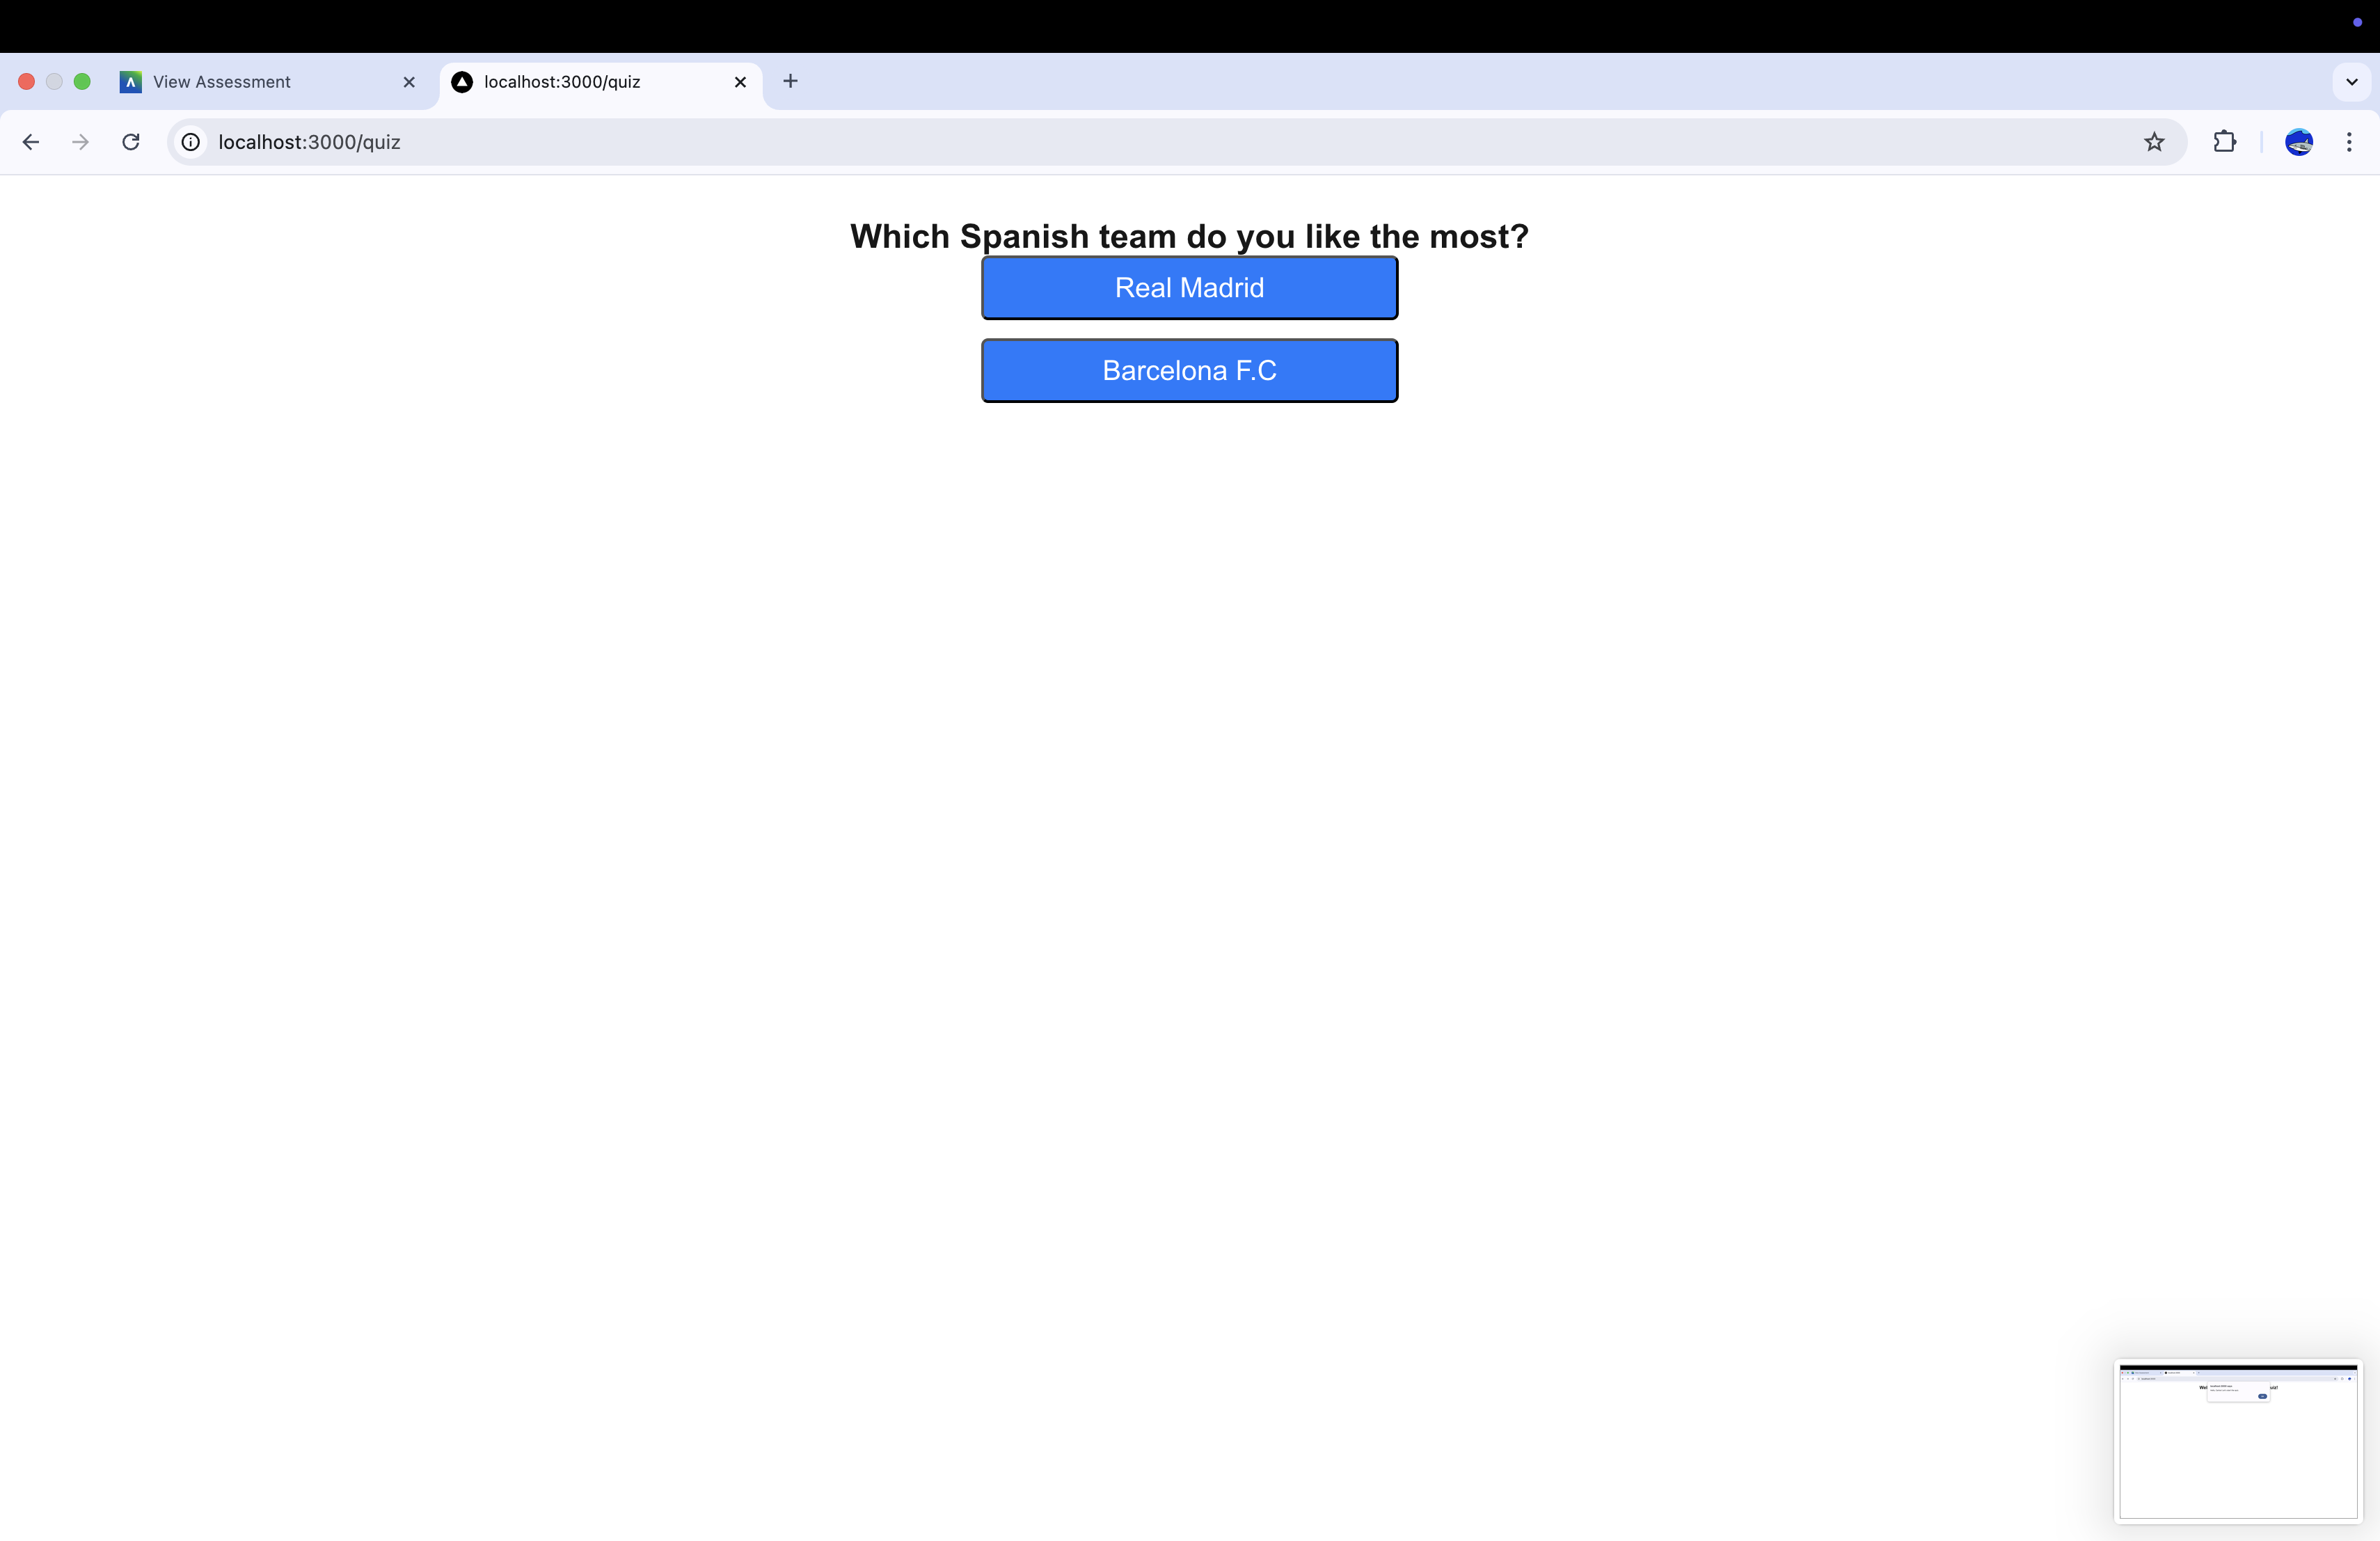 View Assessment
localhost:3000/quiz
localhost:3000/quiz
Which Spanish team do you like the most?
Real Madrid
Barcelona F.C